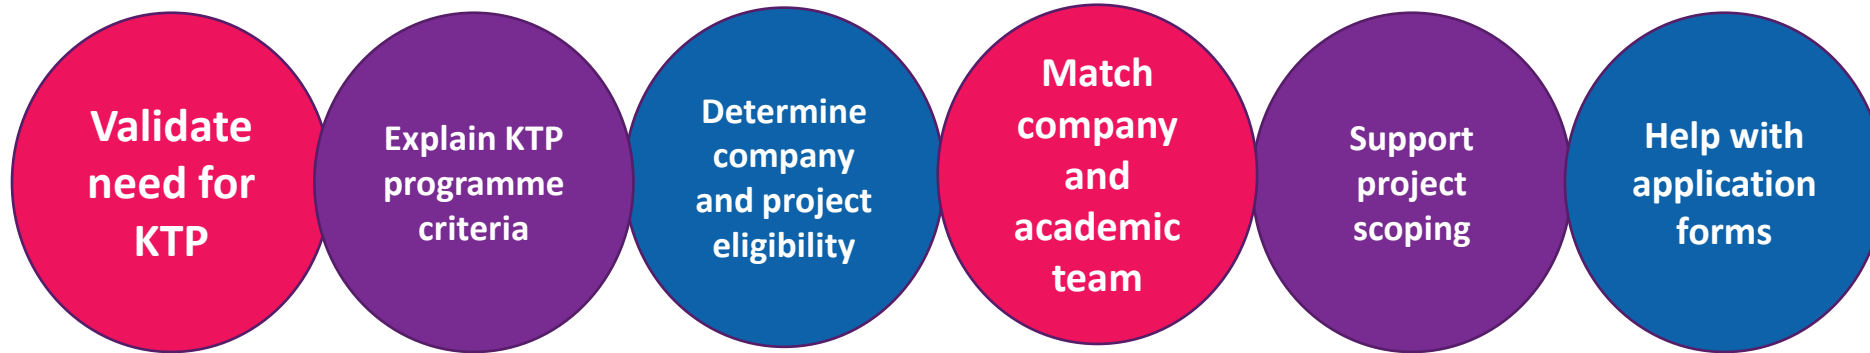 Validate
need for
KTP
Explain KTP
programme
criteria
Determine
company
and project
eligibility
Match
company
and
academic
team
Support
project
scoping
Help with
application
forms